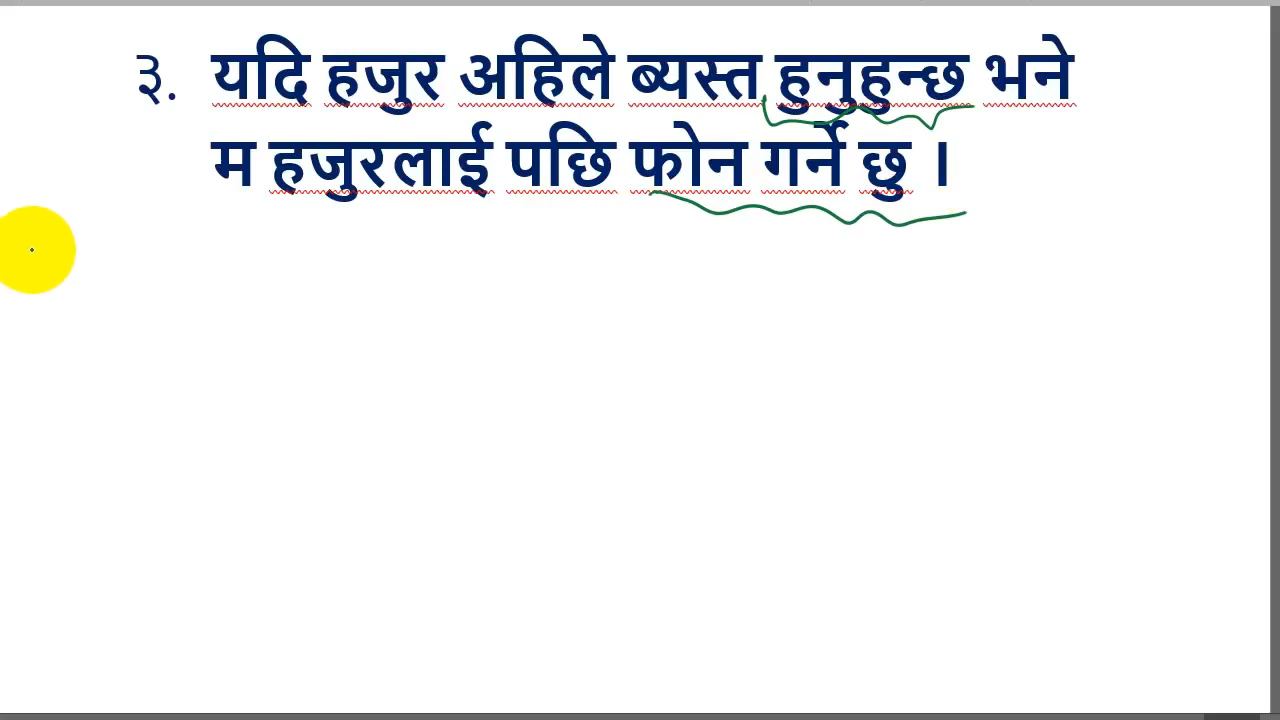 ३. यदि हजुर अहिले ब्यस्त हुनुहुन्छ भने
म हजुरलाई पछि फोन गर्ने छु ।